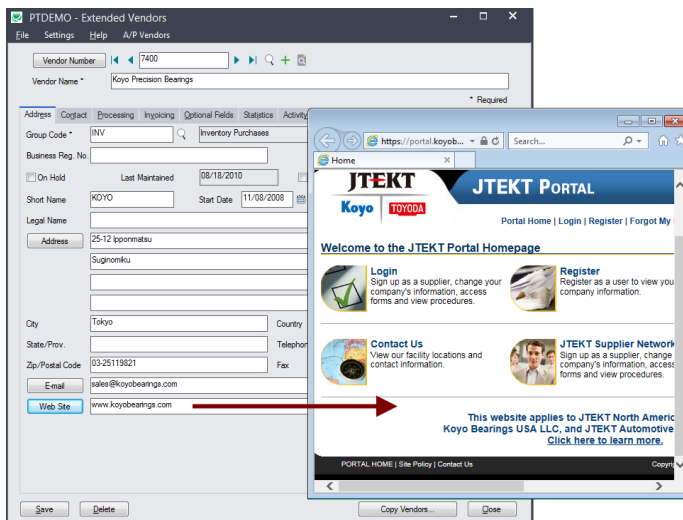 PTDEMO - Extended Vendors
File Settings Help A/P Vendors
Vendor Number 7400
Vendor Name * Koyo Precision Bearings
* Required
Address Contact Processing Invoicing Optional Fields Statistics Activity
Group Code * INV Inventory Purchases
Business Reg. No.
On Hold Last Maintained 08/18/2010
Short Name KOYO Start Date 11/08/2008
Legal Name
Address 25-12 Ipponmatsu
Suginomiku
City Tokyo Country
State/Prov. Telephon
Zip/Postal Code 03-25119821 Fax
E-mail sales@koyobearings.com
Web Site www.koyobearings.com
Save Delete Copy Vendors... Close
https://portal.koyob... Search...
Home
JTEKT JTEKT PORTAL
Koyo TOYODA
Portal Home | Login | Register | Forgot My
Welcome to the JTEKT Portal Homepage
Login
Sign up as a supplier, change your
company's information, access
forms and view procedures.
Register
Register as a user to view you
company information.
Contact Us
View our facility locations and
contact information.
JTEKT Supplier Network
Sign up as a supplier, change
company's information, access
forms and view procedures.
This website applies to JTEKT North Americ
Koyo Bearings USA LLC, and JTEKT Automotive
Click here to learn more.
PORTAL HOME | Site Policy | Contact Us Copyrig